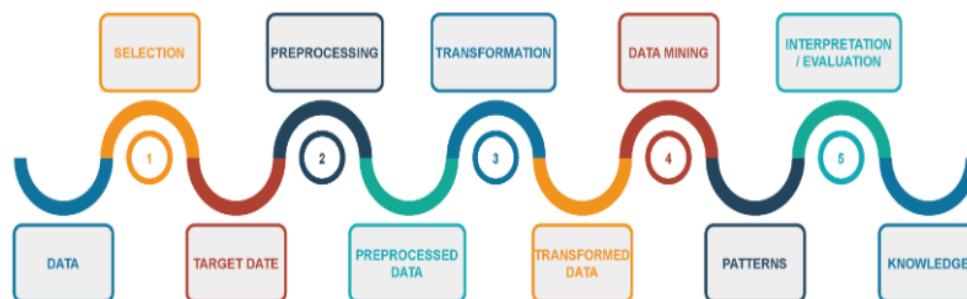 SELECTION
PREPROCESSING
TRANSFORMATION
DATA MINING
INTERPRETATION
/ EVALUATION
1
2
3
4
5
DATA
TARGET DATE
PREPROCESSED
DATA
TRANSFORMED
DATA
PATTERNS
KNOWLEDGE